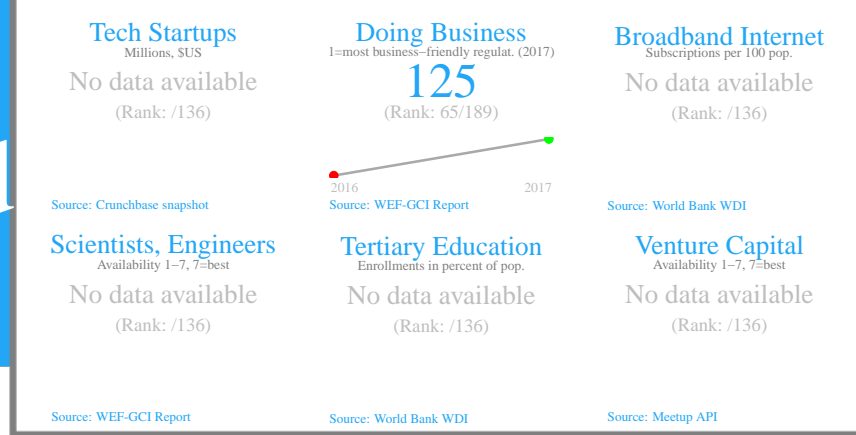 Tech Startups
Millions, $US
No data available
(Rank: /136)
Source: Crunchbase snapshot
Doing Business
1=most business−friendly regulat. (2017)
125
(Rank: 65/189)
2016 2017
Source: WEF-GCI Report
Broadband Internet
Subscriptions per 100 pop.
No data available
(Rank: /136)
Source: World Bank WDI
Scientists, Engineers
Availability 1−7, 7=best
No data available
(Rank: /136)
Source: WEF-GCI Report
Tertiary Education
Enrollments in percent of pop.
No data available
(Rank: /136)
Source: World Bank WDI
Venture Capital
Availability 1−7, 7=best
No data available
(Rank: /136)
Source: Meetup API